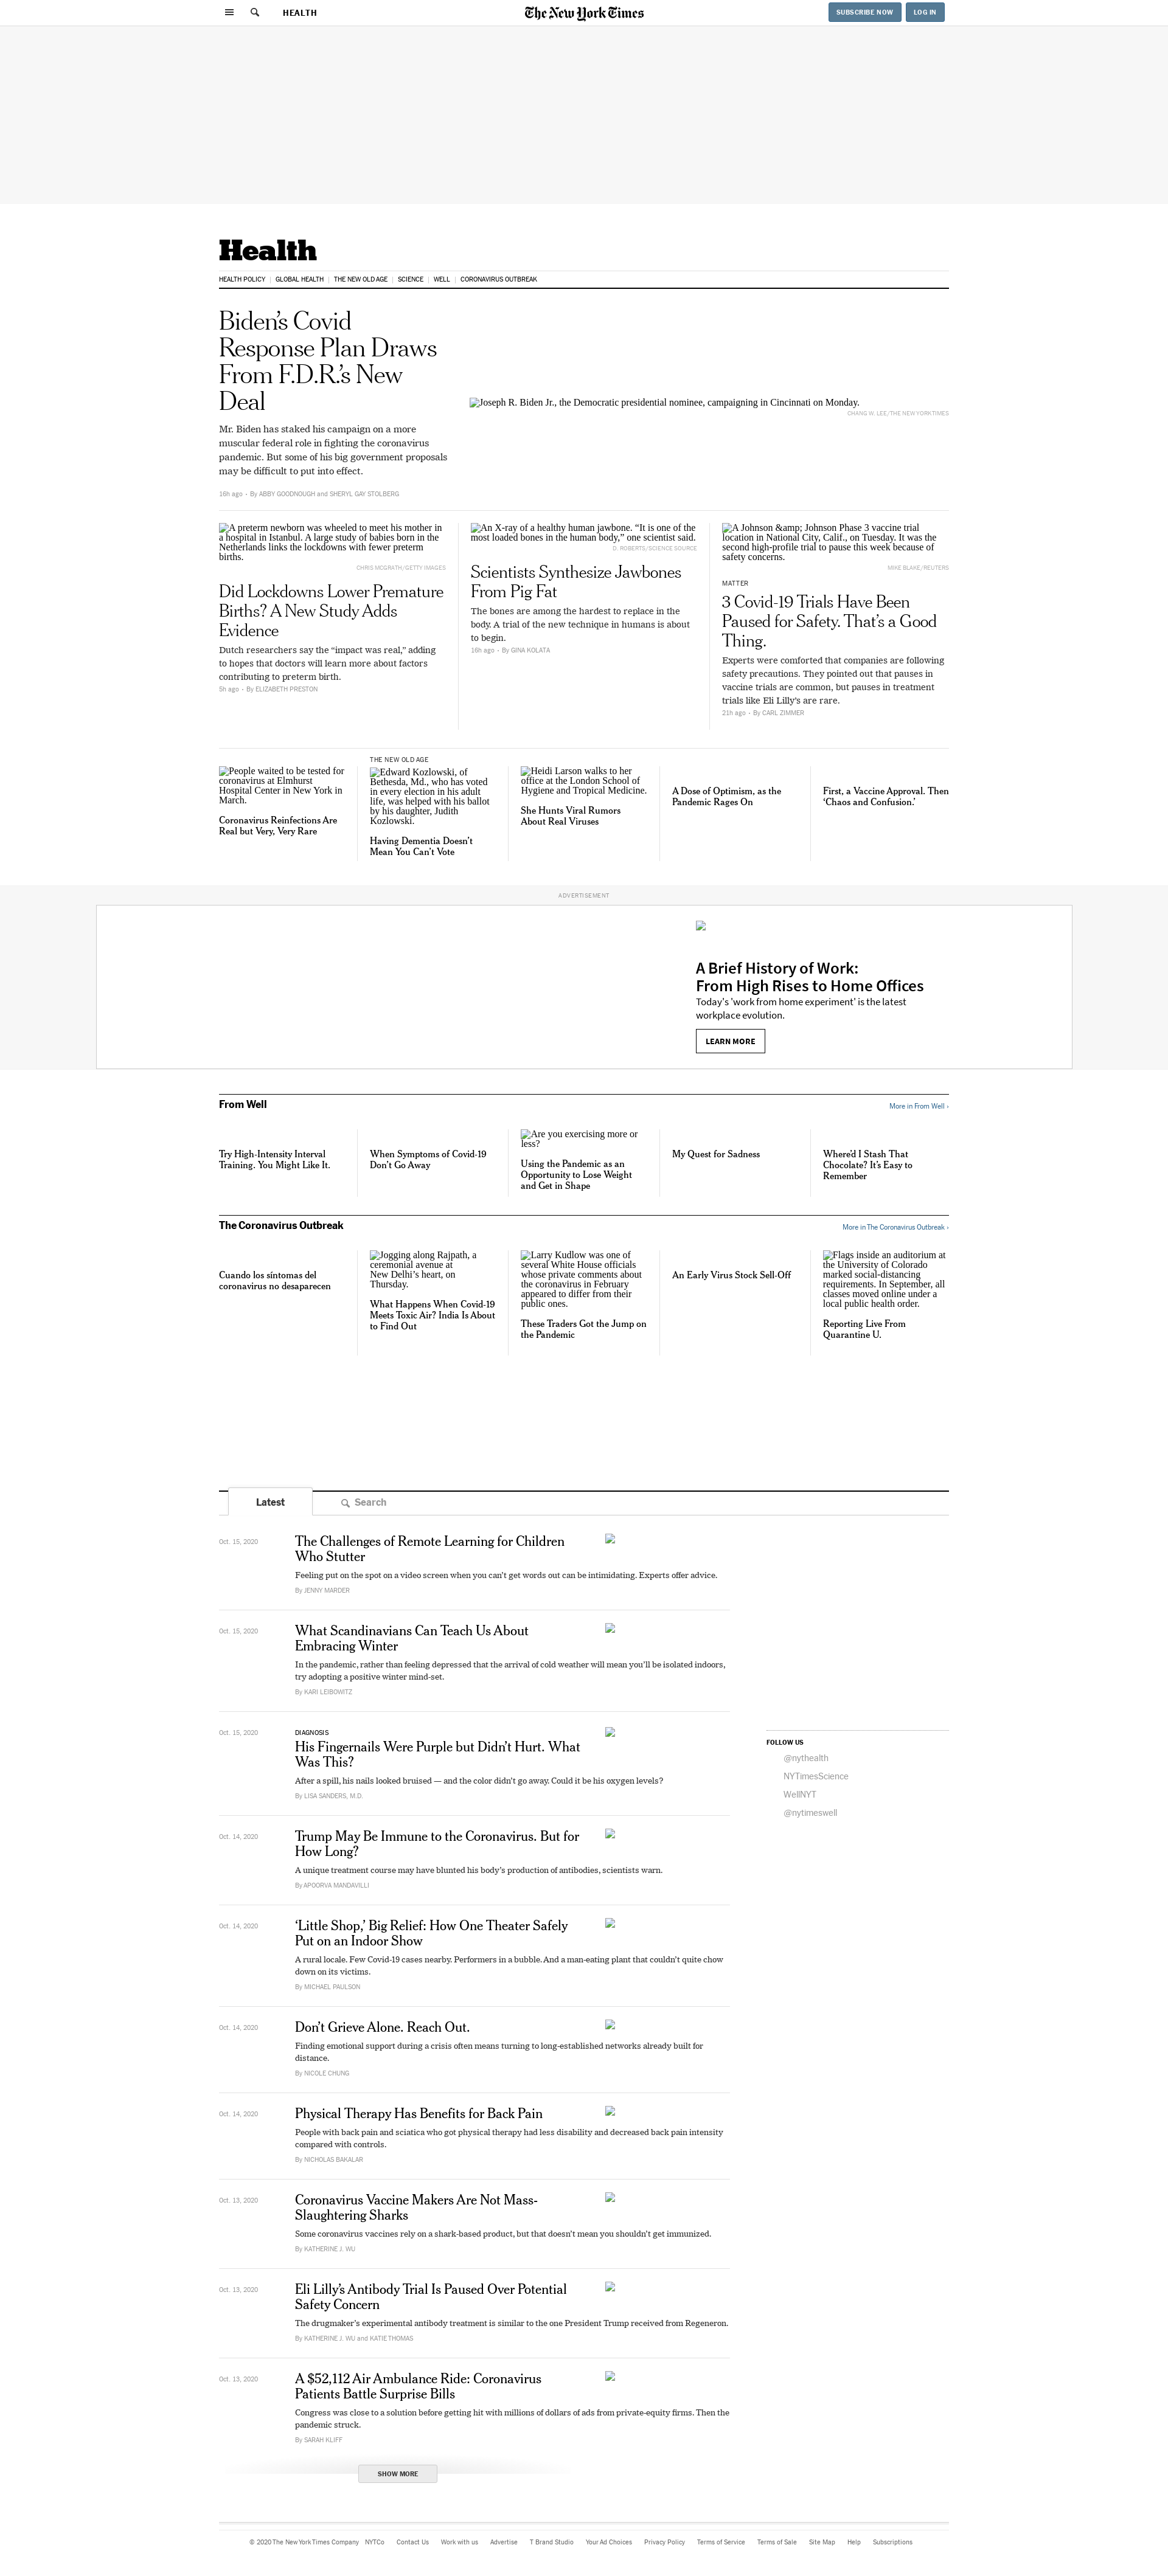 HEALTH
The New York Times
SUBSCRIBE NOW
LOG IN
Health
HEALTH POLICY
GLOBAL HEALTH
THE NEW OLD AGE
SCIENCE
WELL
CORONAVIRUS OUTBREAK
Biden’s Covid
Response Plan Draws
From F.D.R.’s New
Deal
Mr. Biden has staked his campaign on a more
muscular federal role in fighting the coronavirus
pandemic. But some of his big government proposals
may be difficult to put into effect.
16h ago • By ABBY GOODNOUGH and SHERYL GAY STOLBERG
Joseph R. Biden Jr., the Democratic presidential nominee, campaigning in Cincinnati on Monday.
CHANG W. LEE/THE NEW YORK TIMES
A preterm newborn was wheeled to meet his mother in
a hospital in Istanbul. A large study of babies born in the
Netherlands links the lockdowns with fewer preterm
births.
CHRIS MCGRATH/GETTY IMAGES
Did Lockdowns Lower Premature
Births? A New Study Adds
Evidence
Dutch researchers say the “impact was real,” adding
to hopes that doctors will learn more about factors
contributing to preterm birth.
5h ago • By ELIZABETH PRESTON
An X-ray of a healthy human jawbone. “It is one of the
most loaded bones in the human body,” one scientist said.
D. ROBERTS/SCIENCE SOURCE
Scientists Synthesize Jawbones
From Pig Fat
The bones are among the hardest to replace in the
body. A trial of the new technique in humans is about
to begin.
16h ago • By GINA KOLATA
A Johnson &amp; Johnson Phase 3 vaccine trial
location in National City, Calif., on Tuesday. It was the
second high-profile trial to pause this week because of
safety concerns.
MIKE BLAKE/REUTERS
MATTER
3 Covid-19 Trials Have Been
Paused for Safety. That’s a Good
Thing.
Experts were comforted that companies are following
safety precautions. They pointed out that pauses in
vaccine trials are common, but pauses in treatment
trials like Eli Lilly’s are rare.
21h ago • By CARL ZIMMER
People waited to be tested for
coronavirus at Elmhurst
Hospital Center in New York in
March.
Coronavirus Reinfections Are
Real but Very, Very Rare
THE NEW OLD AGE
Edward Kozlowski, of
Bethesda, Md., who has voted
in every election in his adult
life, was helped with his ballot
by his daughter, Judith
Kozlowski.
Having Dementia Doesn’t
Mean You Can’t Vote
Heidi Larson walks to her
office at the London School of
Hygiene and Tropical Medicine.
She Hunts Viral Rumors
About Real Viruses
A Dose of Optimism, as the
Pandemic Rages On
First, a Vaccine Approval. Then
‘Chaos and Confusion.’
ADVERTISEMENT
A Brief History of Work:
From High Rises to Home Offices
Today's 'work from home experiment' is the latest
workplace evolution.
LEARN MORE
From Well
More in From Well ›
Try High-Intensity Interval
Training. You Might Like It.
When Symptoms of Covid-19
Don’t Go Away
Are you exercising more or
less?
Using the Pandemic as an
Opportunity to Lose Weight
and Get in Shape
My Quest for Sadness
Where’d I Stash That
Chocolate? It’s Easy to
Remember
The Coronavirus Outbreak
More in The Coronavirus Outbreak ›
Cuando los síntomas del
coronavirus no desaparecen
Jogging along Rajpath, a
ceremonial avenue at
New Delhi’s heart, on
Thursday.
What Happens When Covid-19
Meets Toxic Air? India Is About
to Find Out
Larry Kudlow was one of
several White House officials
whose private comments about
the coronavirus in February
appeared to differ from their
public ones.
These Traders Got the Jump on
the Pandemic
An Early Virus Stock Sell-Off
Flags inside an auditorium at
the University of Colorado
marked social-distancing
requirements. In September, all
classes moved online under a
local public health order.
Reporting Live From
Quarantine U.
Latest
Search
Oct. 15, 2020
The Challenges of Remote Learning for Children
Who Stutter
Feeling put on the spot on a video screen when you can’t get words out can be intimidating. Experts offer advice.
By JENNY MARDER
Oct. 15, 2020
What Scandinavians Can Teach Us About
Embracing Winter
In the pandemic, rather than feeling depressed that the arrival of cold weather will mean you’ll be isolated indoors,
try adopting a positive winter mind-set.
By KARI LEIBOWITZ
Oct. 15, 2020
DIAGNOSIS
His Fingernails Were Purple but Didn’t Hurt. What
Was This?
After a spill, his nails looked bruised — and the color didn’t go away. Could it be his oxygen levels?
By LISA SANDERS, M.D.
FOLLOW US
@nythealth
NYTimesScience
WellNYT
@nytimeswell
Oct. 14, 2020
Trump May Be Immune to the Coronavirus. But for
How Long?
A unique treatment course may have blunted his body’s production of antibodies, scientists warn.
By APOORVA MANDAVILLI
Oct. 14, 2020
‘Little Shop,’ Big Relief: How One Theater Safely
Put on an Indoor Show
A rural locale. Few Covid-19 cases nearby. Performers in a bubble. And a man-eating plant that couldn’t quite chow
down on its victims.
By MICHAEL PAULSON
Oct. 14, 2020
Don’t Grieve Alone. Reach Out.
Finding emotional support during a crisis often means turning to long-established networks already built for
distance.
By NICOLE CHUNG
Oct. 14, 2020
Physical Therapy Has Benefits for Back Pain
People with back pain and sciatica who got physical therapy had less disability and decreased back pain intensity
compared with controls.
By NICHOLAS BAKALAR
Oct. 13, 2020
Coronavirus Vaccine Makers Are Not Mass-
Slaughtering Sharks
Some coronavirus vaccines rely on a shark-based product, but that doesn’t mean you shouldn’t get immunized.
By KATHERINE J. WU
Oct. 13, 2020
Eli Lilly’s Antibody Trial Is Paused Over Potential
Safety Concern
The drugmaker’s experimental antibody treatment is similar to the one President Trump received from Regeneron.
By KATHERINE J. WU and KATIE THOMAS
Oct. 13, 2020
A $52,112 Air Ambulance Ride: Coronavirus
Patients Battle Surprise Bills
Congress was close to a solution before getting hit with millions of dollars of ads from private-equity firms. Then the
pandemic struck.
By SARAH KLIFF
SHOW MORE
© 2020 The New York Times Company NYTCo Contact Us Work with us Advertise T Brand Studio Your Ad Choices Privacy Policy Terms of Service Terms of Sale Site Map Help Subscriptions